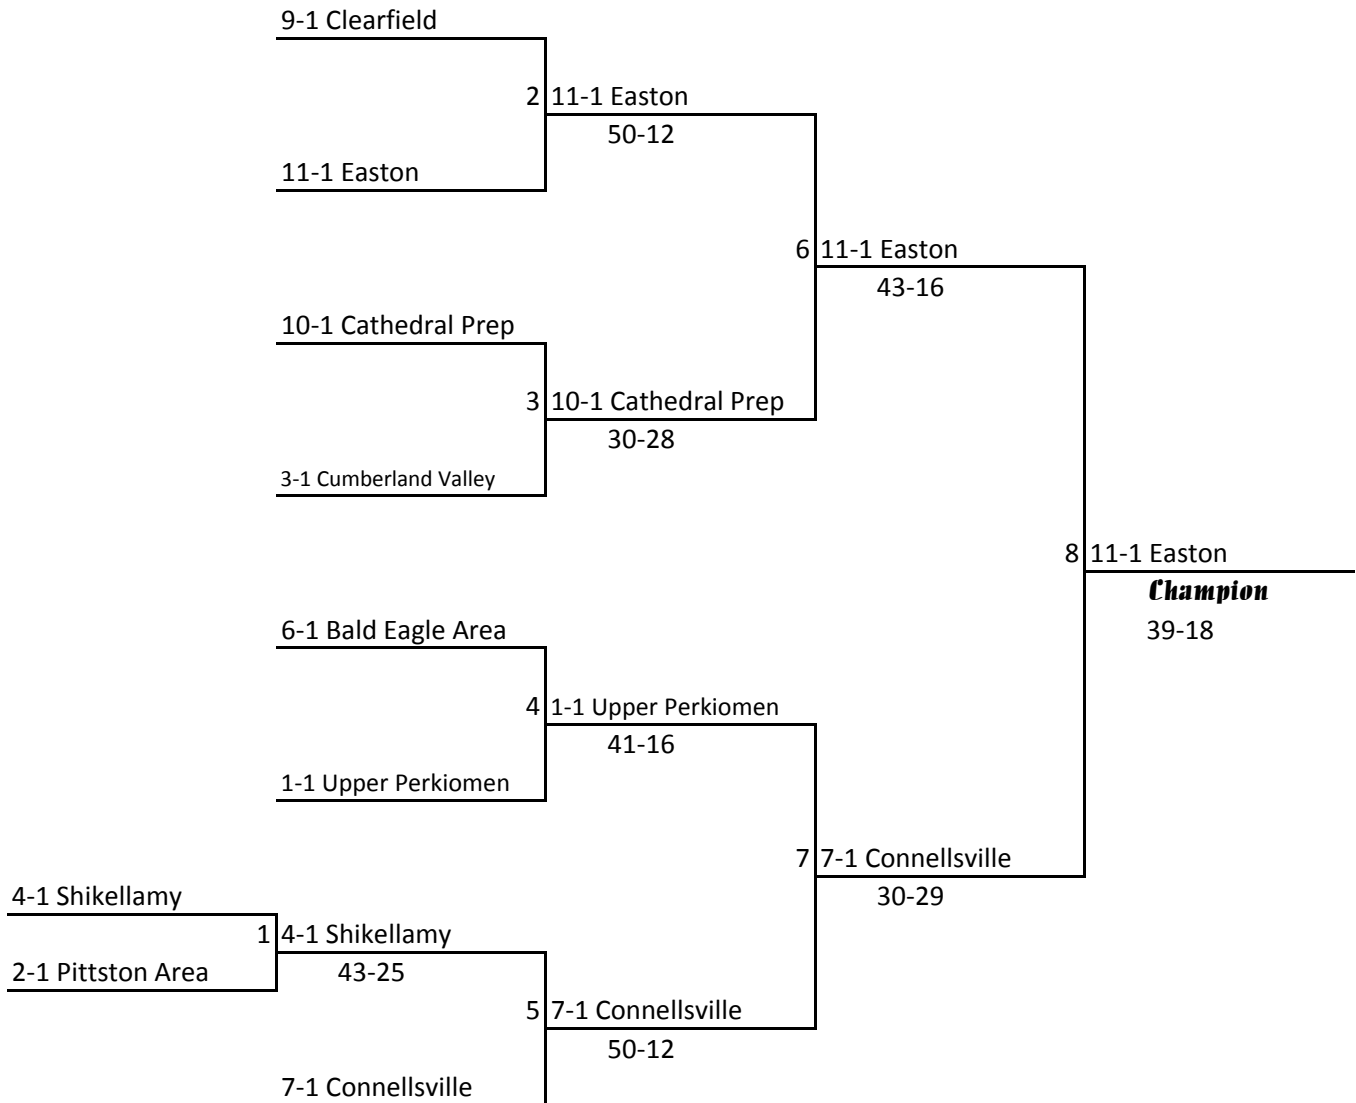 9-1 Clearfield
2 11-1 Easton
50-12
11-1 Easton
6 11-1 Easton
43-16
10-1 Cathedral Prep
3 10-1 Cathedral Prep
30-28
3-1 Cumberland Valley
8 11-1 Easton
Champion
39-18
6-1 Bald Eagle Area
4 1-1 Upper Perkiomen
41-16
1-1 Upper Perkiomen
7 7-1 Connellsville
30-29
4-1 Shikellamy
1 4-1 Shikellamy
43-25
2-1 Pittston Area
5 7-1 Connellsville
50-12
7-1 Connellsville